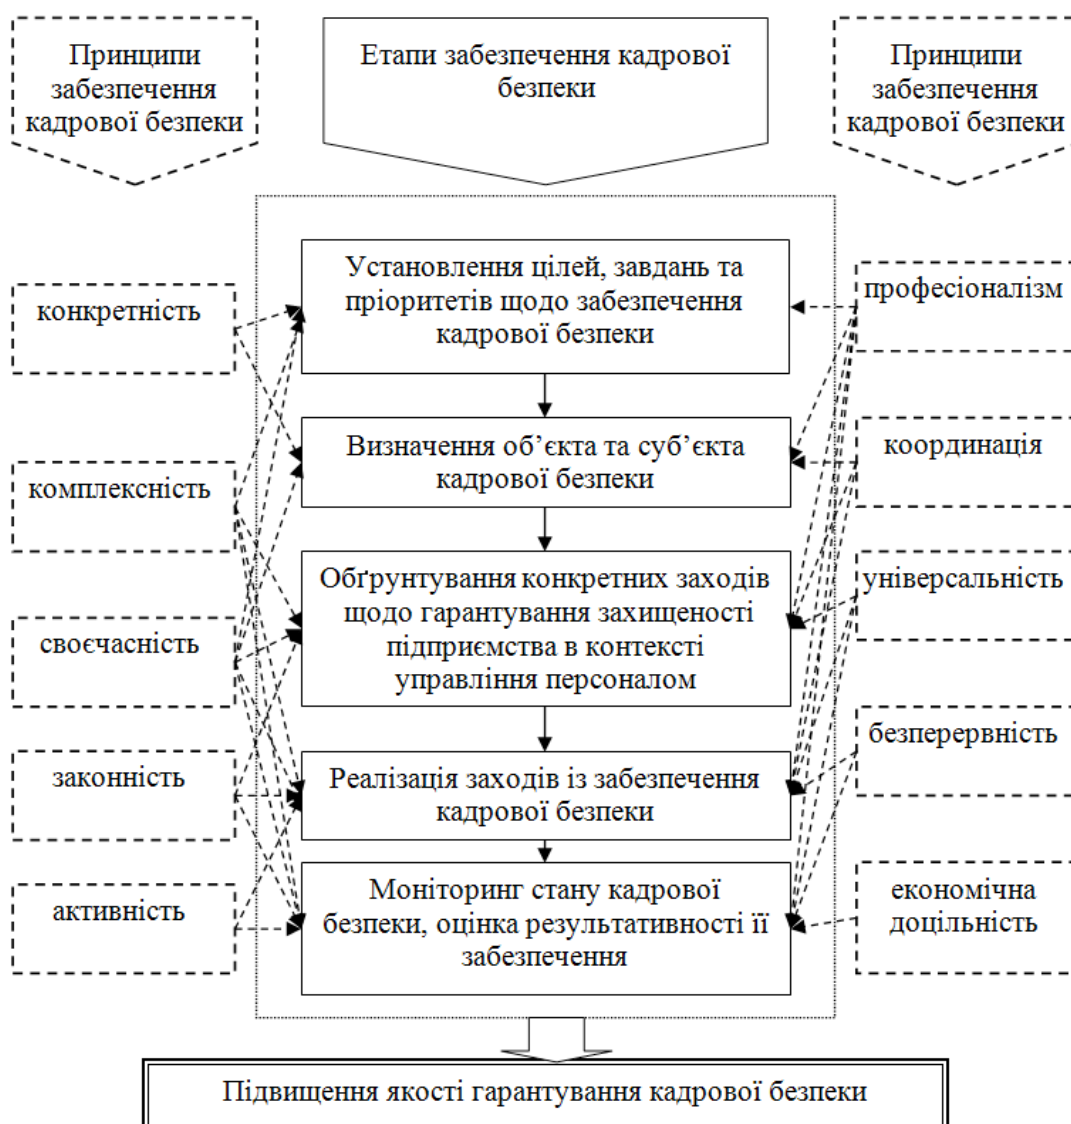 Принципи
забезпечення
кадрової безпеки
Етапи забезпечення кадрової
безпеки
Принципи
забезпечення
кадрової безпеки
конкретність
комплексність
своєчасність
законність
активність
Установлення цілей, завдань та
пріоритетів щодо забезпечення
кадрової безпеки
Визначення об’єкта та суб’єкта
кадрової безпеки
Обґрунтування конкретних заходів
щодо гарантування захищеності
підприємства в контексті
управління персоналом
Реалізація заходів із забезпечення
кадрової безпеки
Моніторинг стану кадрової
безпеки, оцінка результативності її
забезпечення
професіоналізм
координація
універсальність
безперервність
економічна
доцільність
Підвищення якості гарантування кадрової безпеки